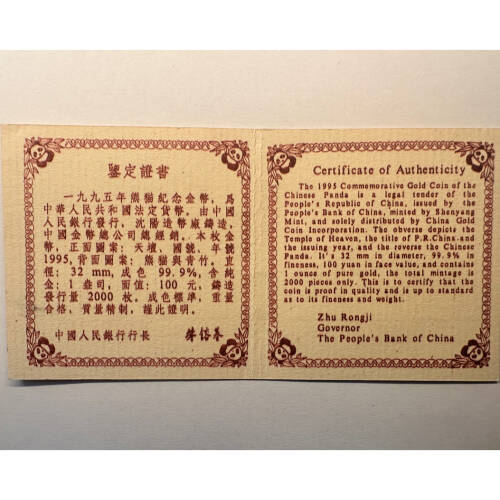 鑒定證書
一九九五年熊猫紀念金幣，爲
中華人民共和國法定貨幣。由中國
人民銀行發行，沈陽造幣廠鑄造，
中國金幣總公司總經銷。本枚金
幣，正面圖案：天壇，國號，年號
1995，背面圖案：熊猫與青竹，直
徑：32 mm，成色 99.9%，含純
金：1 盎司，面值：100 元，鑄造
發行量 2000 枚。成色標準，重量
合格，質量精制，謹此證明。
中國人民銀行行長
Certificate of Authenticity
The 1995 Commemorative Gold Coin of the
Chinese Panda is a legal tender of the
People's Republic of China, issued by the
People's Bank of China, minted by Shenyang
Mint, and solely distributed by China Gold
Coin Incorporation. The obverse depicts the
Temple of Heaven, the title of P.R.China and
the issuing year, and the reverse the Chinese
Panda. It's 32 mm in diameter, 99.9% in
fineness, 100 yuan in face value, and contains
1 ounce of pure gold, the total mintage 2000
pieces only. This is to certify that the
coin is proof in quality and is up to standard
as to its fineness and weight.
Zhu Rongji
Governor
The People's Bank of China